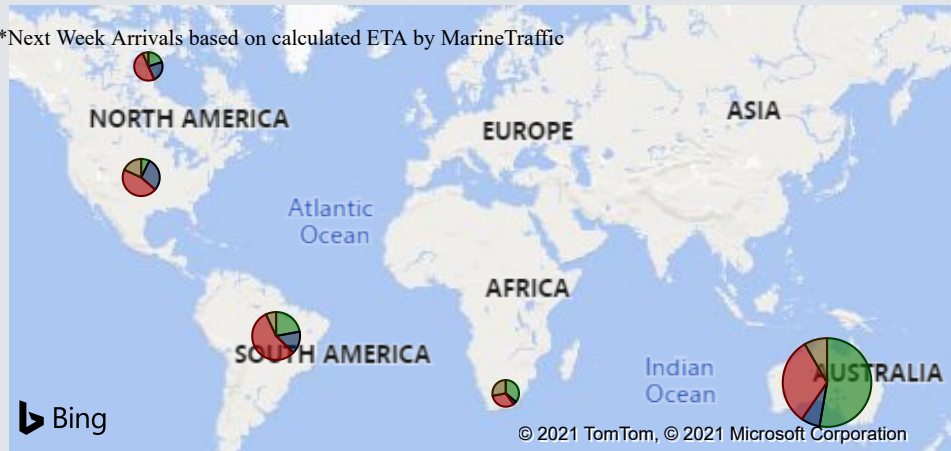 *Next Week Arrivals based on calculated ETA by MarineTraffic
NORTH AMERICA
EUROPE
ASIA
Atlantic
Ocean
AFRICA
SOUTH AMERICA
Indian
Ocean
AUSTRALIA
Bing
© 2021 TomTom, © 2021 Microsoft Corporation